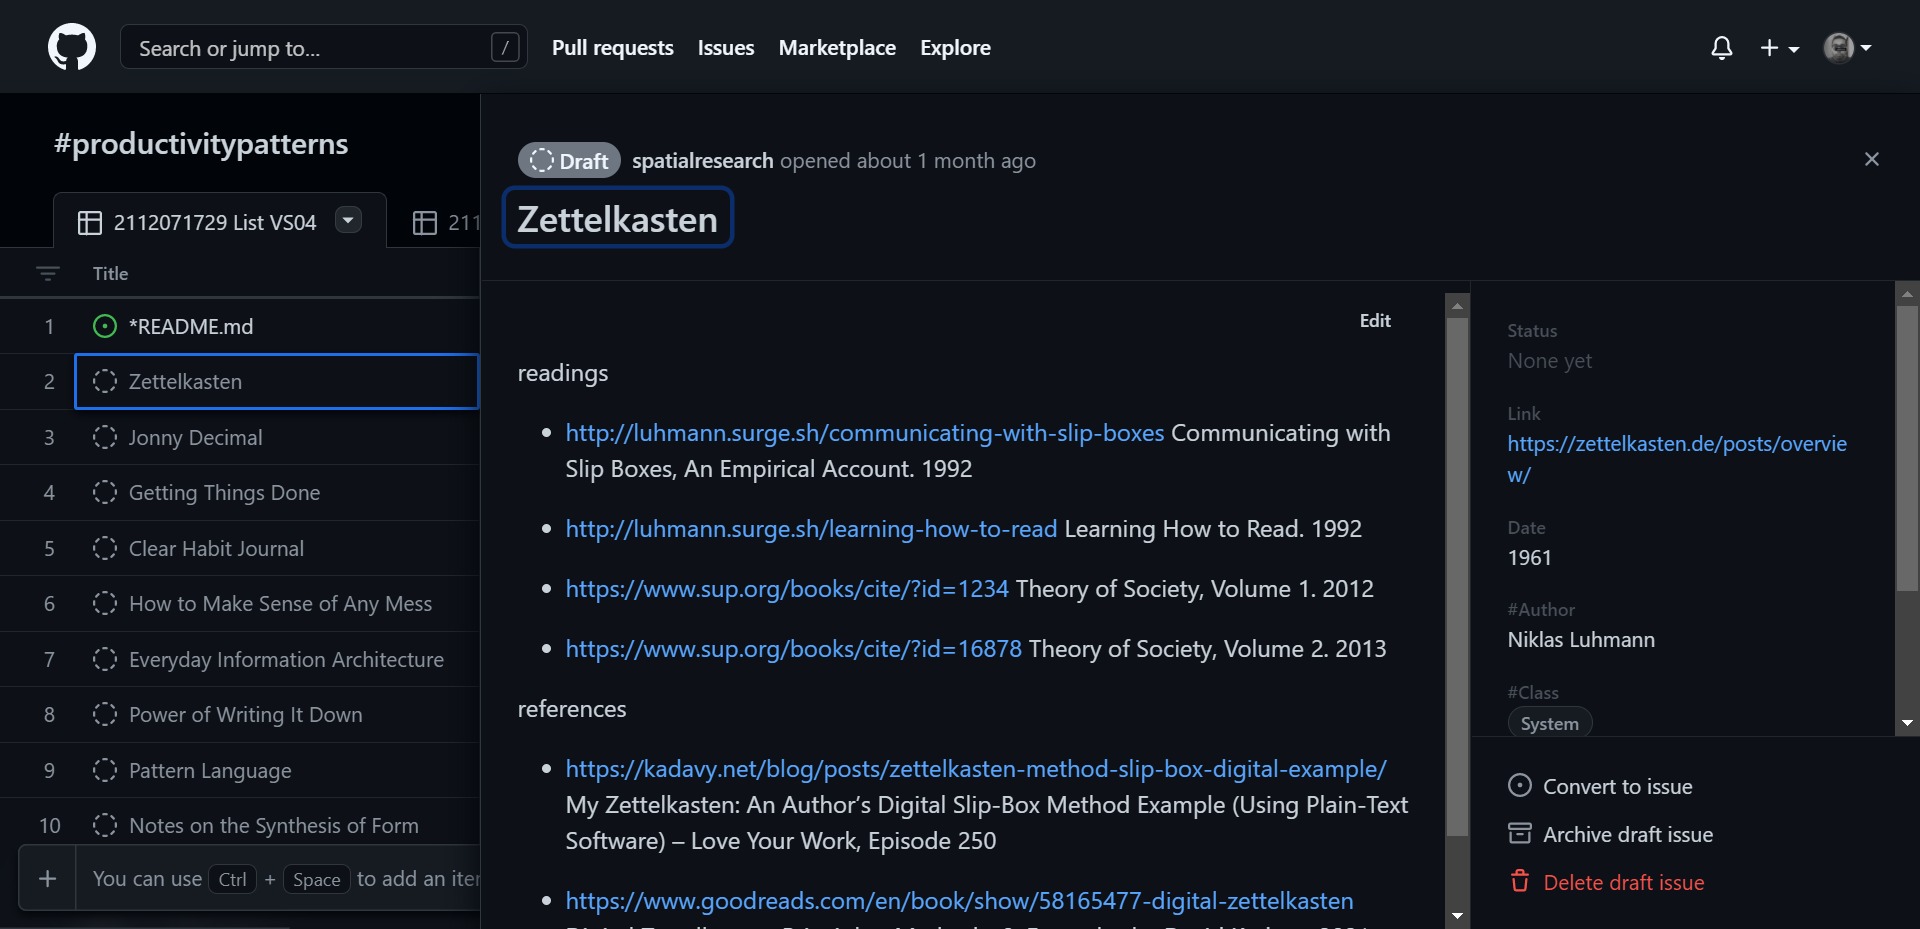 Search or jump to... /
Pull requests Issues Marketplace Explore
#productivitypatterns
2112071729 List VS04
211
Title
1 *README.md
2 Zettelkasten
3 Jonny Decimal
4 Getting Things Done
5 Clear Habit Journal
6 How to Make Sense of Any Mess
7 Everyday Information Architecture
8 Power of Writing It Down
9 Pattern Language
10 Notes on the Synthesis of Form
+ You can use Ctrl + Space to add an iter
Draft spatialresearch opened about 1 month ago
Zettelkasten
Edit
readings
http://luhmann.surge.sh/communicating-with-slip-boxes Communicating with
Slip Boxes, An Empirical Account. 1992
http://luhmann.surge.sh/learning-how-to-read Learning How to Read. 1992
https://www.sup.org/books/cite/?id=1234 Theory of Society, Volume 1. 2012
https://www.sup.org/books/cite/?id=16878 Theory of Society, Volume 2. 2013
references
https://kadavy.net/blog/posts/zettelkasten-method-slip-box-digital-example/
My Zettelkasten: An Author’s Digital Slip-Box Method Example (Using Plain-Text
Software) – Love Your Work, Episode 250
https://www.goodreads.com/en/book/show/58165477-digital-zettelkasten
Status
None yet
Link
https://zettelkasten.de/posts/overvie
w/
Date
1961
#Author
Niklas Luhmann
#Class
System
Convert to issue
Archive draft issue
Delete draft issue